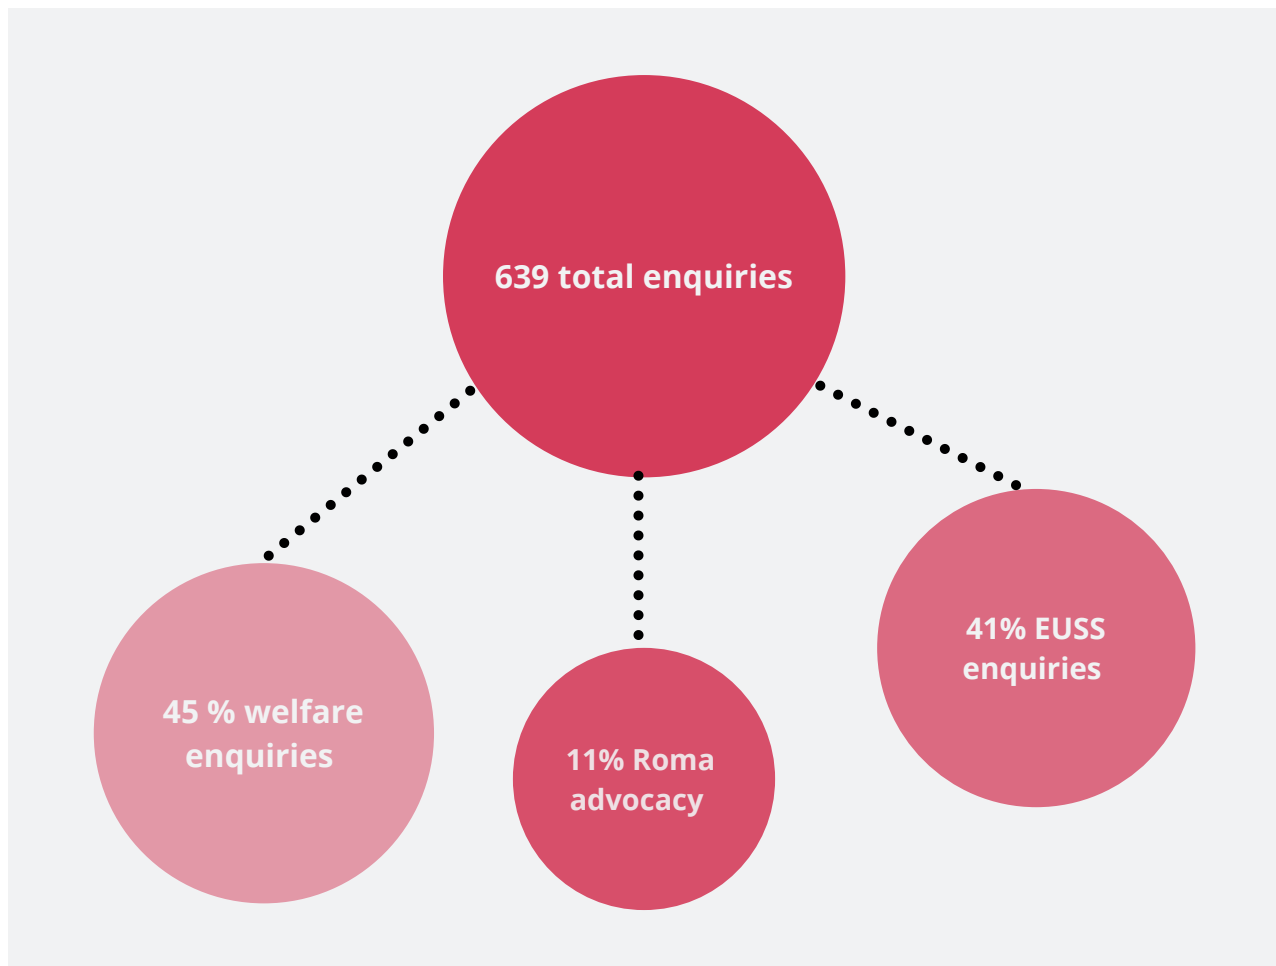 639 total enquiries
45 % welfare
enquiries
11% Roma
advocacy
41% EUSS
enquiries